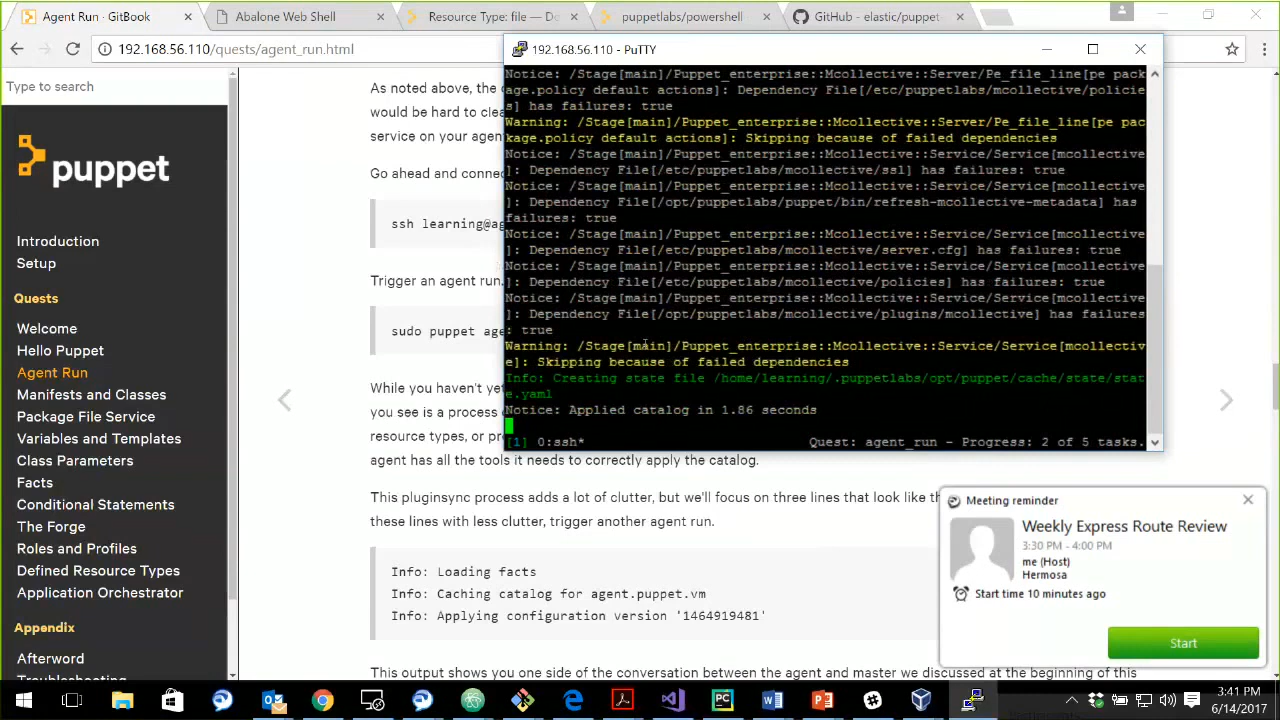 Agent Run · GitBook
Abalone Web Shell
Resource Type: file — Do
puppetlabs/powershell
GitHub - elastic/puppet
192.168.56.110/quests/agent_run.html
Type to search
puppet
Introduction
Setup
Quests
Welcome
Hello Puppet
Agent Run
Manifests and Classes
Package File Service
Variables and Templates
Class Parameters
Facts
Conditional Statements
The Forge
Roles and Profiles
Defined Resource Types
Application Orchestrator
Appendix
Afterword
As noted above, the
would be hard to clea
service on your agen
Go ahead and connec
ssh learning@ag
Trigger an agent run.
sudo puppet age
While you haven't yet
you see is a process
resource types, or pr
agent has all the tools it needs to correctly apply the catalog.
This pluginsync process adds a lot of clutter, but we'll focus on three lines that look like th
these lines with less clutter, trigger another agent run.
Info: Loading facts
Info: Caching catalog for agent.puppet.vm
Info: Applying configuration version '1464919481'
This output shows you one side of the conversation between the agent and master we discussed at the beginning of this
192.168.56.110 - PuTTY
Notice: /Stage[main]/Puppet_enterprise::Mcollective::Server/Pe_file_line[pe pack
age.policy default actions]: Dependency File[/etc/puppetlabs/mcollective/policie
s] has failures: true
Warning: /Stage[main]/Puppet_enterprise::Mcollective::Server/Pe_file_line[pe pac
kage.policy default actions]: Skipping because of failed dependencies
Notice: /Stage[main]/Puppet_enterprise::Mcollective::Service/Service[mcollective
]: Dependency File[/etc/puppetlabs/mcollective/ssl] has failures: true
Notice: /Stage[main]/Puppet_enterprise::Mcollective::Service/Service[mcollective
]: Dependency File[/opt/puppetlabs/puppet/bin/refresh-mcollective-metadata] has
failures: true
Notice: /Stage[main]/Puppet_enterprise::Mcollective::Service/Service[mcollective
]: Dependency File[/etc/puppetlabs/mcollective/server.cfg] has failures: true
Notice: /Stage[main]/Puppet_enterprise::Mcollective::Service/Service[mcollective
]: Dependency File[/etc/puppetlabs/mcollective/policies] has failures: true
Notice: /Stage[main]/Puppet_enterprise::Mcollective::Service/Service[mcollective
]: Dependency File[/opt/puppetlabs/mcollective/plugins/mcollective] has failures
: true
Warning: /Stage[main]/Puppet_enterprise::Mcollective::Service/Service[mcollectiv
e]: Skipping because of failed dependencies
Info: Creating state file /home/learning/.puppetlabs/opt/puppet/cache/state/stat
e.yaml
Notice: Applied catalog in 1.86 seconds
[1] 0:ssh* Quest: agent_run - Progress: 2 of 5 tasks.
Meeting reminder
Weekly Express Route Review
3:30 PM - 4:00 PM
me (Host)
Hermosa
Start time 10 minutes ago
Start
3:41 PM
6/14/2017